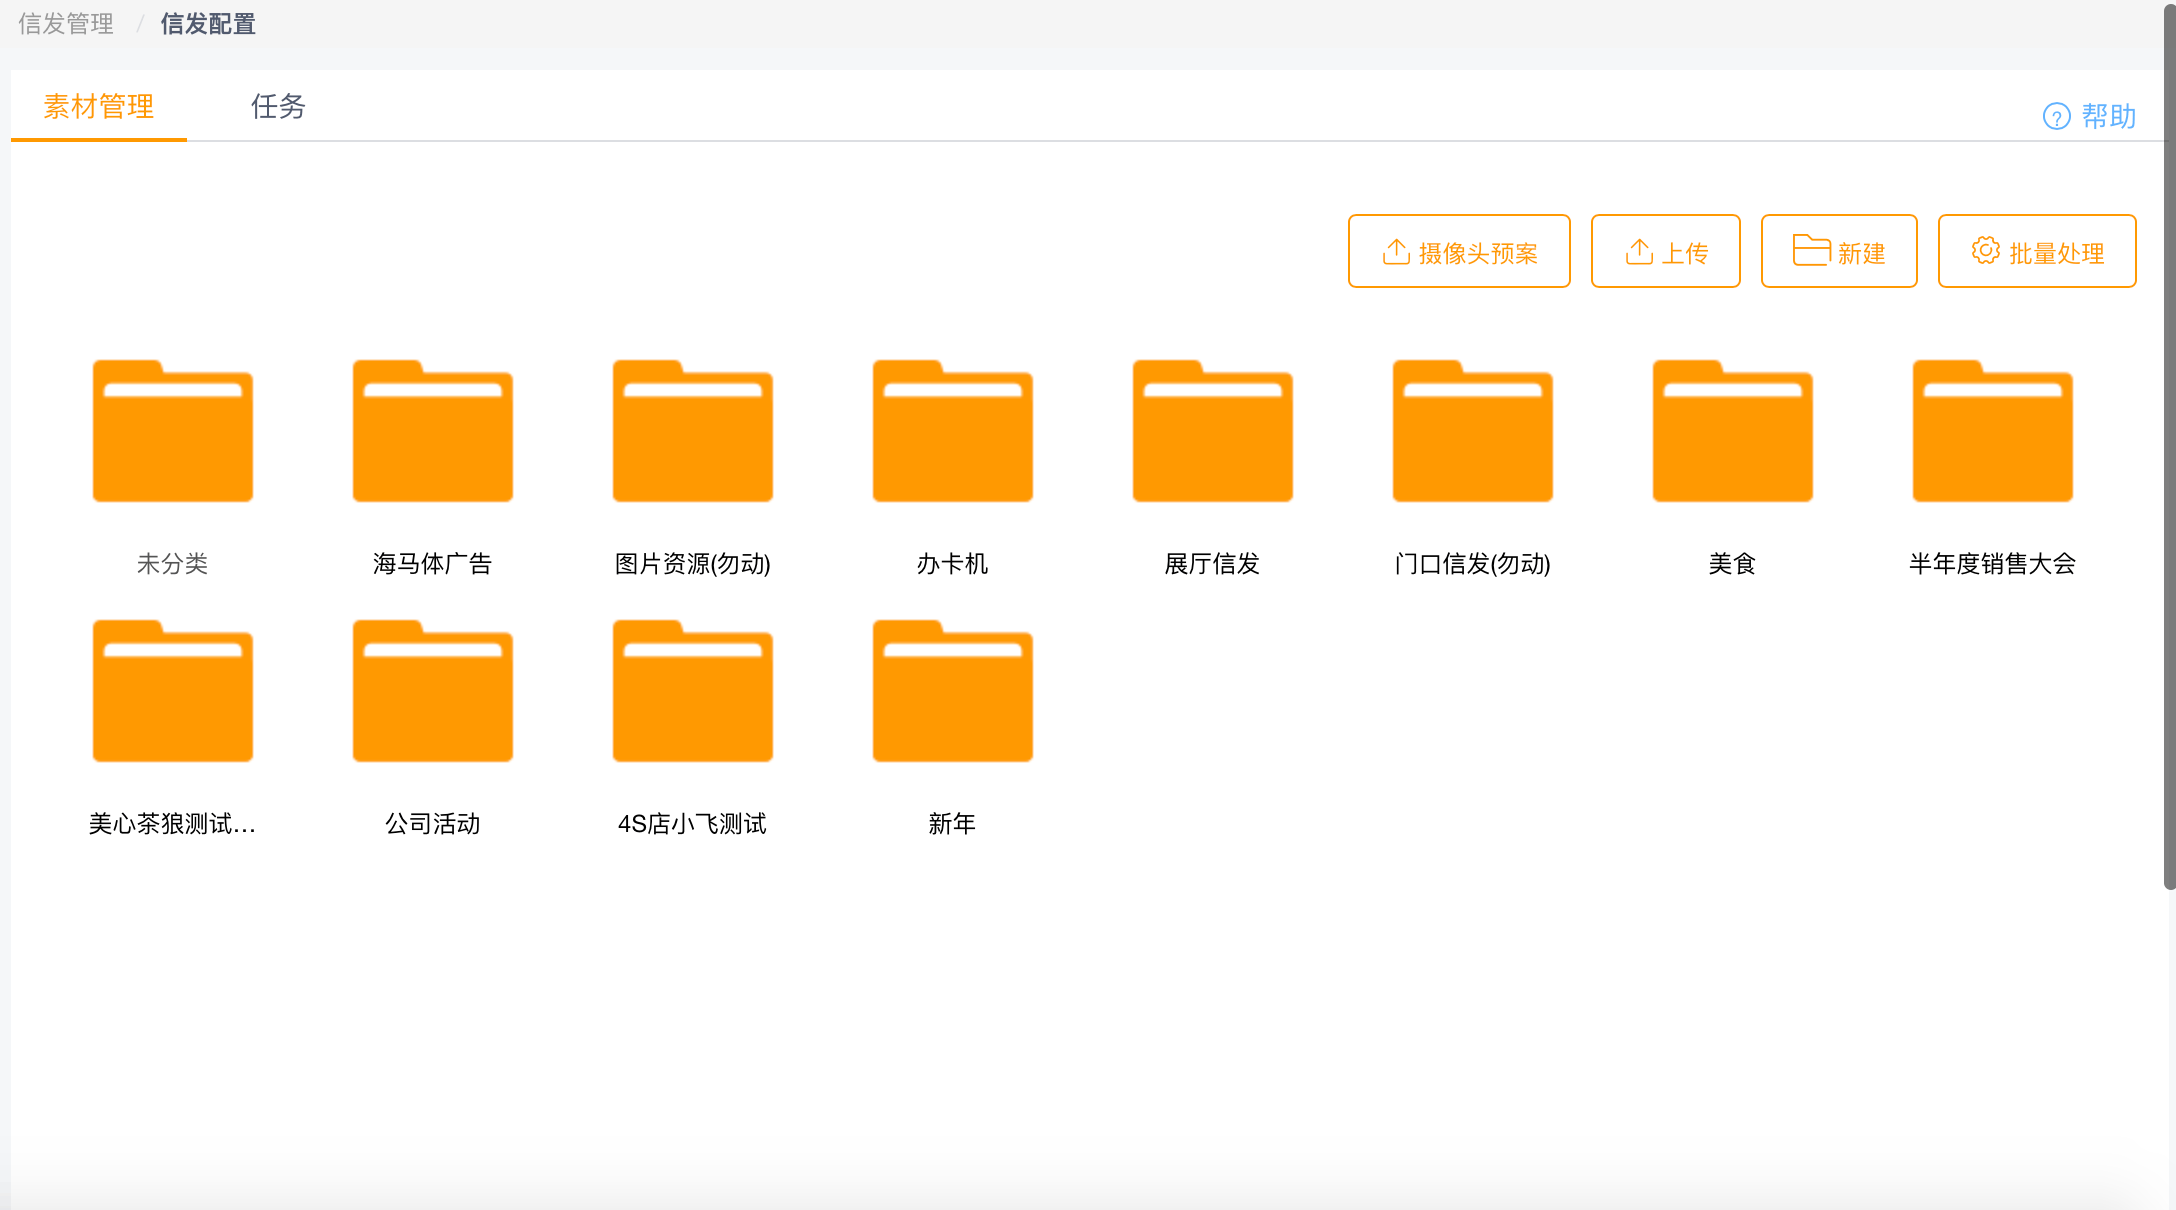 信发管理 / 信发配置
素材管理 任务
帮助
摄像头预案 上传 新建 批量处理
未分类 海马体广告 图片资源(勿动) 办卡机 展厅信发 门口信发(勿动) 美食 半年度销售大会
美心茶狼测试... 公司活动 4S店小飞测试 新年